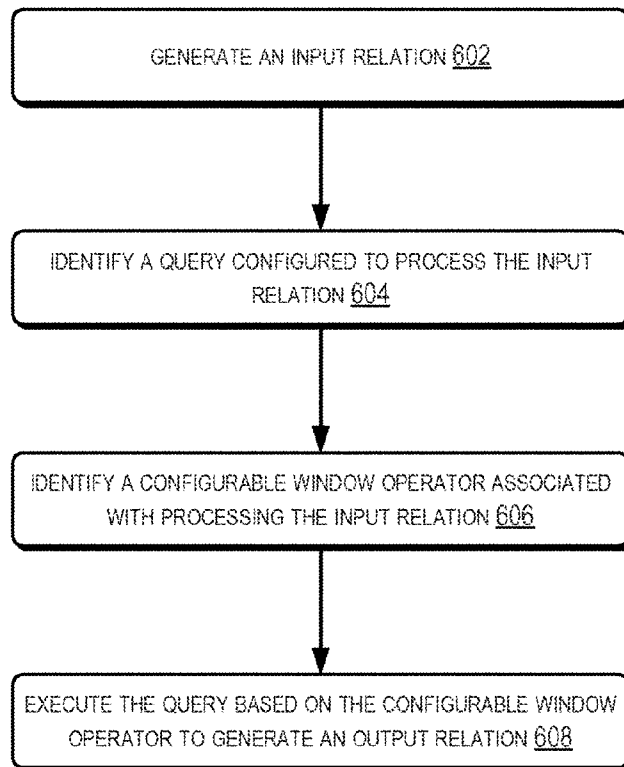 GENERATE AN INPUT RELATION 602
IDENTIFY A QUERY CONFIGURED TO PROCESS THE INPUT
RELATION 604
IDENTIFY A CONFIGURABLE WINDOW OPERATOR ASSOCIATED
WITH PROCESSING THE INPUT RELATION 606
EXECUTE THE QUERY BASED ON THE CONFIGURABLE WINDOW
OPERATOR TO GENERATE AN OUTPUT RELATION 608